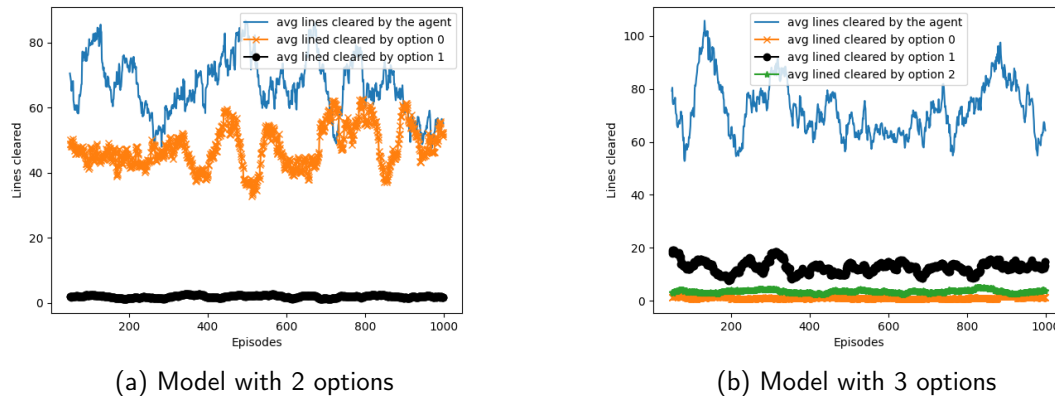 avg lines cleared by the agent
avg lined cleared by option 0
avg lined cleared by option 1
Lines cleared
80
60
40
20
0
200
400
600
800
1000
Episodes
(a) Model with 2 options
avg lines cleared by the agent
avg lined cleared by option 0
avg lined cleared by option 1
avg lined cleared by option 2
Lines cleared
100
80
60
40
20
0
200
400
600
800
1000
Episodes
(b) Model with 3 options